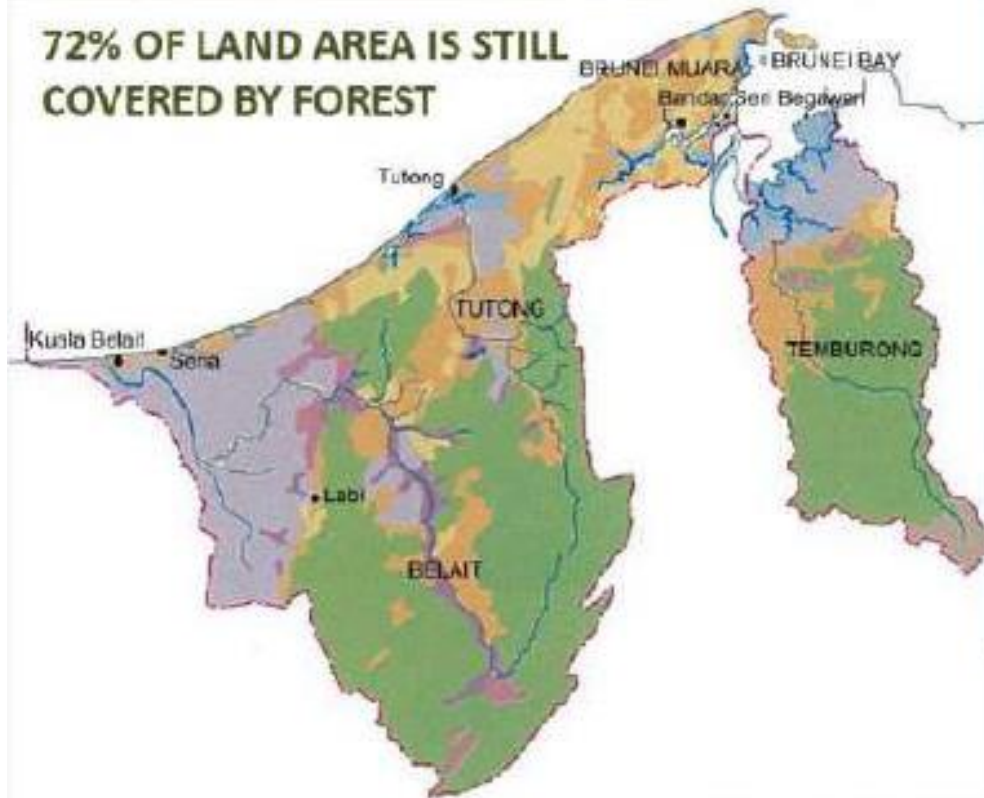 72% OF LAND AREA IS STILL
COVERED BY FOREST
BRUNEI MUARA
BRUNEI BAY
Bandar Seri Begawan
Tutong
TUTONG
Kuala Belait
Seria
TEMBURONG
Labi
BELAIT